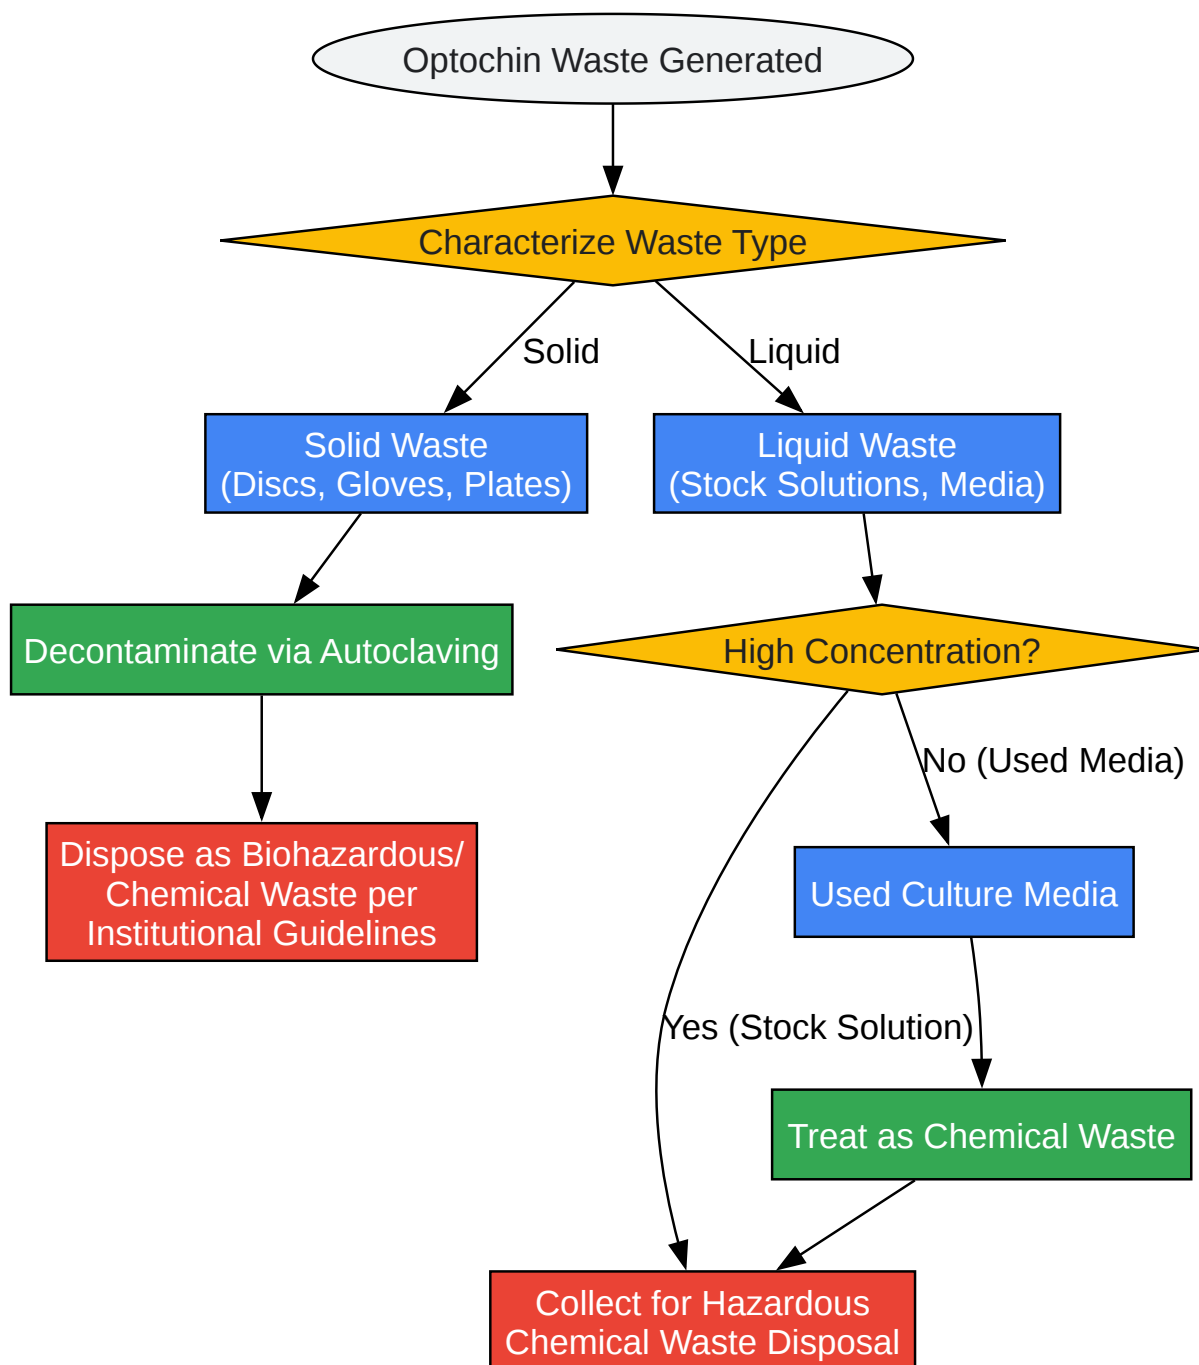 Optochin Waste Generated
Characterize Waste Type
Solid
Liquid
Solid Waste
(Discs, Gloves, Plates)
Liquid Waste
(Stock Solutions, Media)
Decontaminate via Autoclaving
High Concentration?
No (Used Media)
Dispose as Biohazardous/
Chemical Waste per
Institutional Guidelines
Used Culture Media
Yes (Stock Solution)
Treat as Chemical Waste
Collect for Hazardous
Chemical Waste Disposal